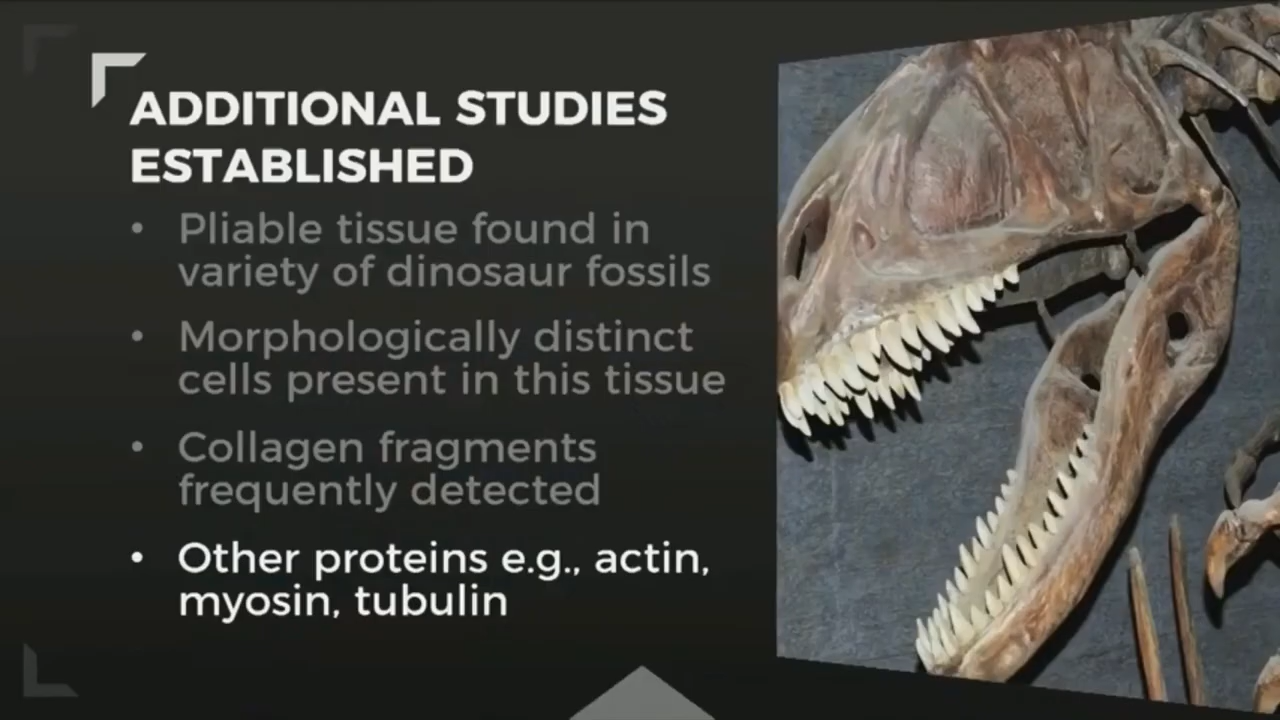 ADDITIONAL STUDIES
ESTABLISHED
• Pliable tissue found in
variety of dinosaur fossils
• Morphologically distinct
cells present in this tissue
• Collagen fragments
frequently detected
• Other proteins e.g., actin,
myosin, tubulin